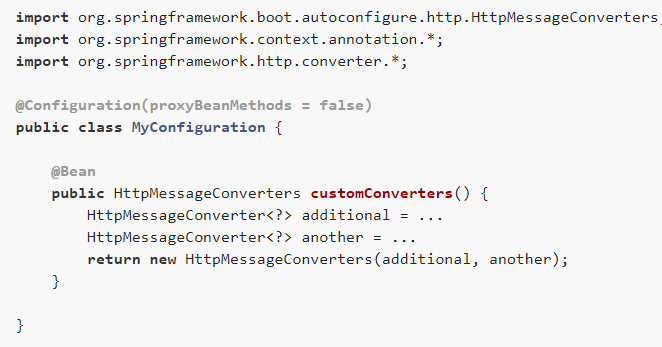 import org.springframework.boot.autoconfigure.http.HttpMessageConverters
import org.springframework.context.annotation.*;
import org.springframework.http.converter.*;
@Configuration(proxyBeanMethods = false)
public class MyConfiguration {
@Bean
public HttpMessageConverters customConverters() {
HttpMessageConverter<?> additional = ...
HttpMessageConverter<?> another = ...
return new HttpMessageConverters(additional, another);
}
}